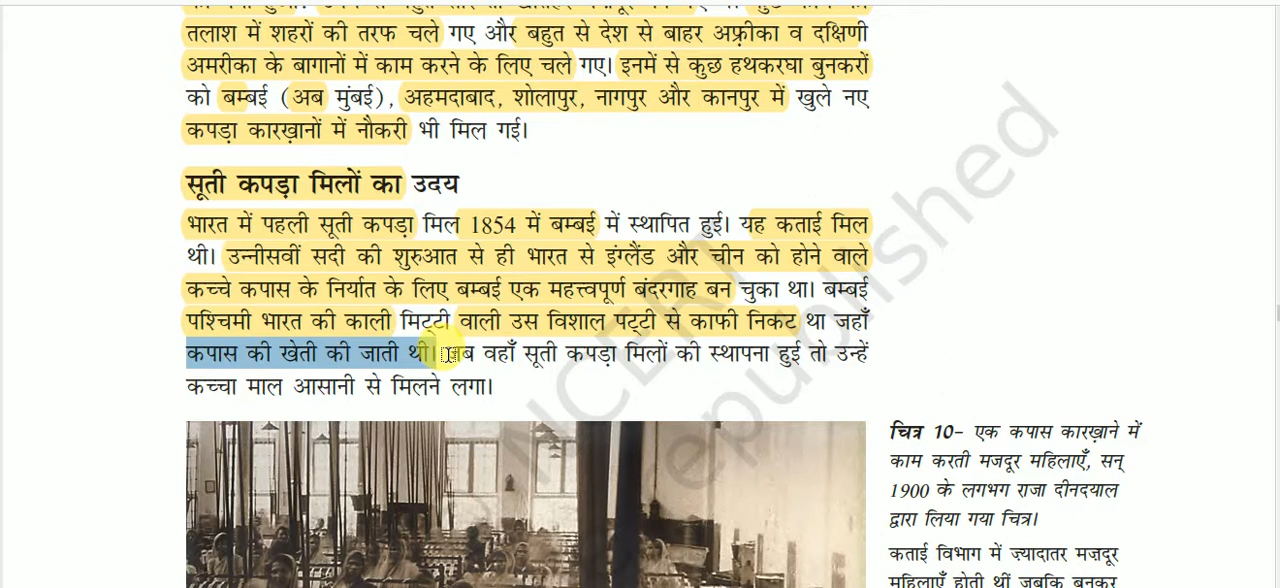 तलाश में शहरों की तरफ चले गए और बहुत से देश से बाहर अफ़्रीका व दक्षिणी
अमरीका के बागानों में काम करने के लिए चले गए। इनमें से कुछ हथकरघा बुनकरों
को बम्बई (अब मुंबई), अहमदाबाद, शोलापुर, नागपुर और कानपुर में खुले नए
कपड़ा कारख़ानों में नौकरी भी मिल गई।
सूती कपड़ा मिलों का उदय
भारत में पहली सूती कपड़ा मिल 1854 में बम्बई में स्थापित हुई। यह कताई मिल
थी। उन्नीसवीं सदी की शुरुआत से ही भारत से इंग्लैंड और चीन को होने वाले
कच्चे कपास के निर्यात के लिए बम्बई एक महत्त्वपूर्ण बंदरगाह बन चुका था। बम्बई
पश्चिमी भारत की काली मिट्टी वाली उस विशाल पट्टी से काफी निकट था जहाँ
कपास की खेती की जाती थी। जब वहाँ सूती कपड़ा मिलों की स्थापना हुई तो उन्हें
कच्चा माल आसानी से मिलने लगा।
चित्र 10– एक कपास कारख़ाने में
काम करती मजदूर महिलाएँ, सन्
1900 के लगभग राजा दीनदयाल
द्वारा लिया गया चित्र।
कताई विभाग में ज्यादातर मज़दूर
महिलाएँ होती थीं जबकि बुनकर
NCERT
republished